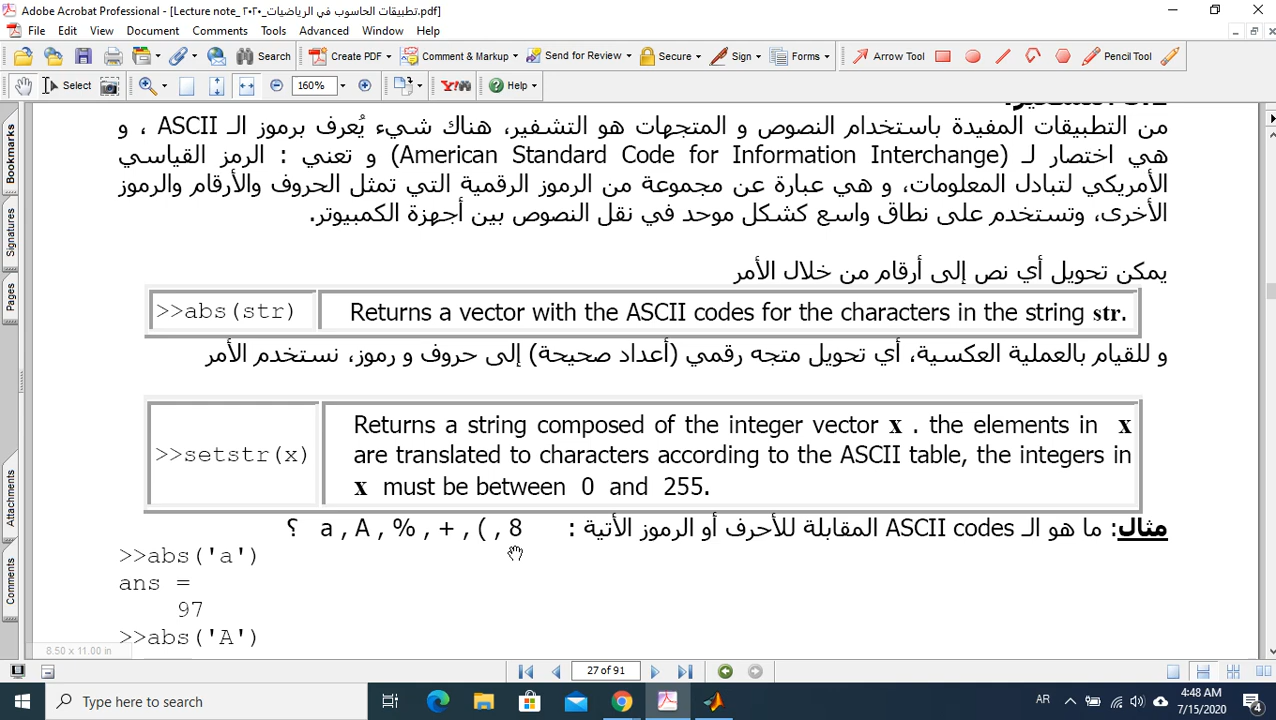 Adobe Acrobat Professional - [Lecture note_ تطبيقات الحاسوب في الرياضيات_٢٠٢٠.pdf]
File Edit View Document Comments Tools Advanced Window Help
Search Create PDF Comment & Markup Send for Review Secure Sign Forms Arrow Tool Pencil Tool
Select 160% Y! Help
Bookmarks
Signatures
Pages
Attachments
Comments
من التطبيقات المفيدة باستخدام النصوص و المتجهات هو التشفير، هناك شيء يُعرف برموز الـ ASCII ، و
هي اختصار لـ (American Standard Code for Information Interchange) و تعني : الرمز القياسي
الأمريكي لتبادل المعلومات، و هي عبارة عن مجموعة من الرموز الرقمية التي تمثل الحروف والأرقام والرموز
الأخرى، وتستخدم على نطاق واسع كشكل موحد في نقل النصوص بين أجهزة الكمبيوتر.
يمكن تحويل أي نص إلى أرقام من خلال الأمر
>>abs(str) Returns a vector with the ASCII codes for the characters in the string str.
و للقيام بالعملية العكسية، أي تحويل متجه رقمي (أعداد صحيحة) إلى حروف و رموز، نستخدم الأمر
>>setstr(x) Returns a string composed of the integer vector x . the elements in x
are translated to characters according to the ASCII table, the integers in
x must be between 0 and 255.
مثال: ما هو الـ ASCII codes المقابلة للأحرف أو الرموز الأتية : a , A , % , + , ( , 8 ؟
>>abs('a')
ans =
97
>>abs('A')
8.50 x 11.00 in
27 of 91
Type here to search
AR
4:48 AM
7/15/2020
4